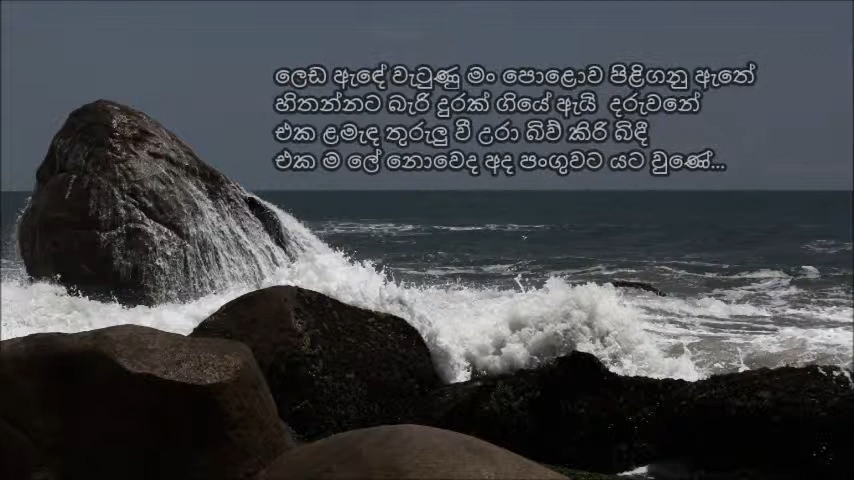 ලෙඩ ඇඳේ වැටුණු මං පොළොව පිළිගනු ඇතේ
හිතන්නට බැරි දුරක් ගියේ ඇයි දරුවනේ
එක ළමැඳ තුරුලු වී උරා බිව් කිරි බිඳී
එක ම ලේ නොවෙද අද පංගුවට යට වුණේ...